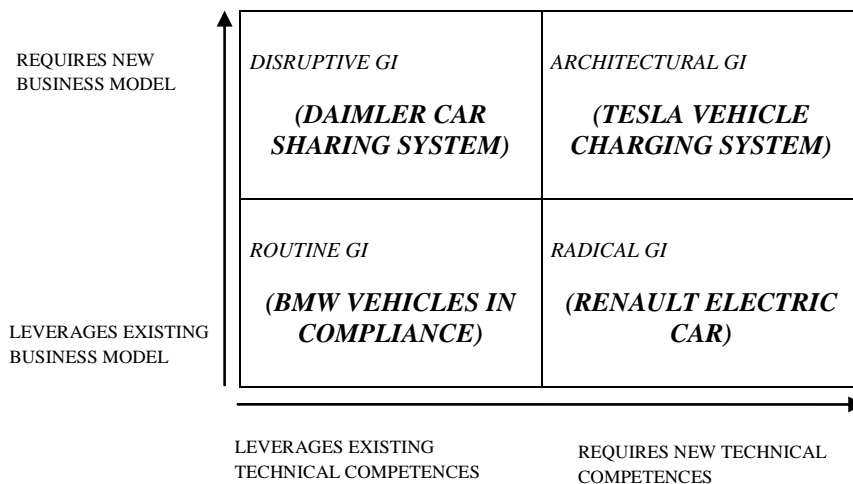 REQUIRES NEW
BUSINESS MODEL
DISRUPTIVE GI
(DAIMLER CAR
SHARING SYSTEM)
ARCHITECTURAL GI
(TESLA VEHICLE
CHARGING SYSTEM)
LEVERAGES EXISTING
BUSINESS MODEL
ROUTINE GI
(BMW VEHICLES IN
COMPLIANCE)
RADICAL GI
(RENAULT ELECTRIC
CAR)
LEVERAGES EXISTING
TECHNICAL COMPETENCES
REQUIRES NEW TECHNICAL
COMPETENCES